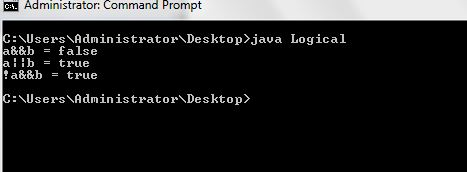 Administrator: Command Prompt
C:\Users\Administrator\Desktop>java Logical
a&&b = false
a||b = true
!a&&b = true
C:\Users\Administrator\Desktop>